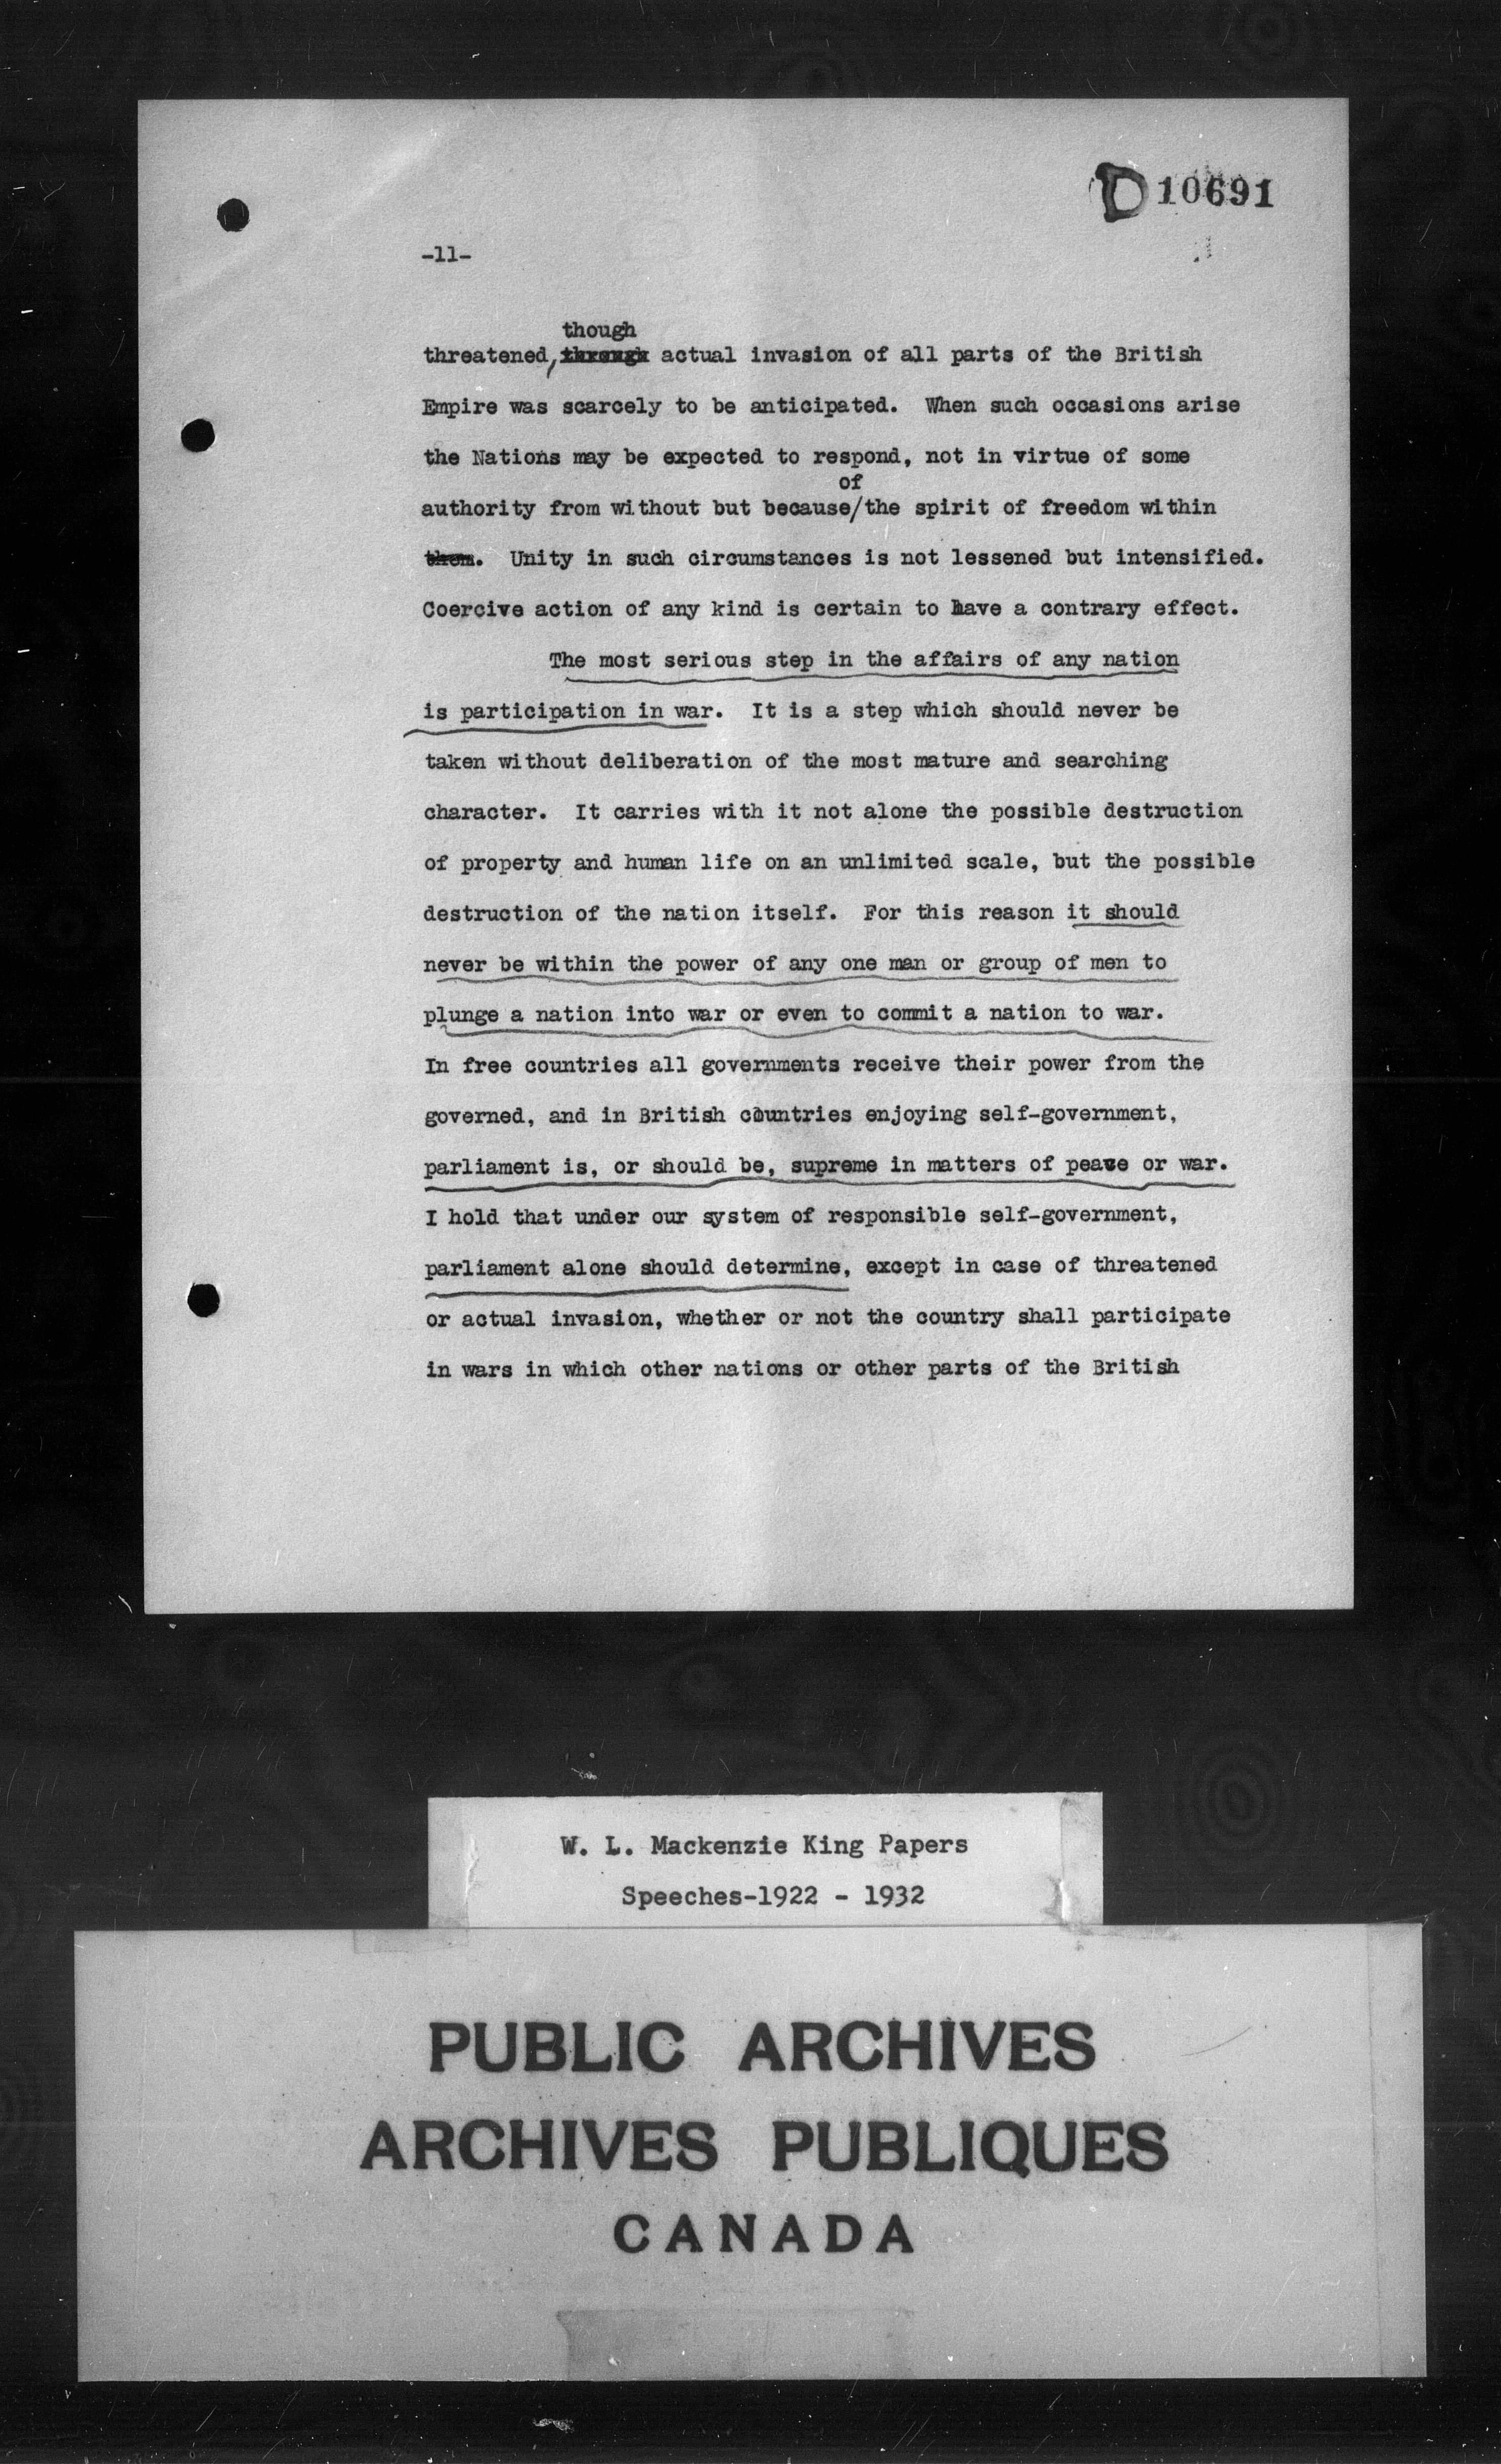 D 10691
-11-
though
threatened, through actual invasion of all parts of the British
Empire was scarcely to be anticipated. When such occasions arise
the Nations may be expected to respond, not in virtue of some
of
authority from without but because/the spirit of freedom within
them. Unity in such circumstances is not lessened but intensified.
Coercive action of any kind is certain to have a contrary effect.
The most serious step in the affairs of any nation
is participation in war. It is a step which should never be
taken without deliberation of the most mature and searching
character. It carries with it not alone the possible destruction
of property and human life on an unlimited scale, but the possible
destruction of the nation itself. For this reason it should
never be within the power of any one man or group of men to
plunge a nation into war or even to commit a nation to war.
In free countries all governments receive their power from the
governed, and in British countries enjoying self-government,
parliament is, or should be, supreme in matters of peace or war.
I hold that under our system of responsible self-government,
parliament alone should determine, except in case of threatened
or actual invasion, whether or not the country shall participate
in wars in which other nations or other parts of the British
W. L. Mackenzie King Papers
Speeches-1922 - 1932
PUBLIC ARCHIVES
ARCHIVES PUBLIQUES
CANADA